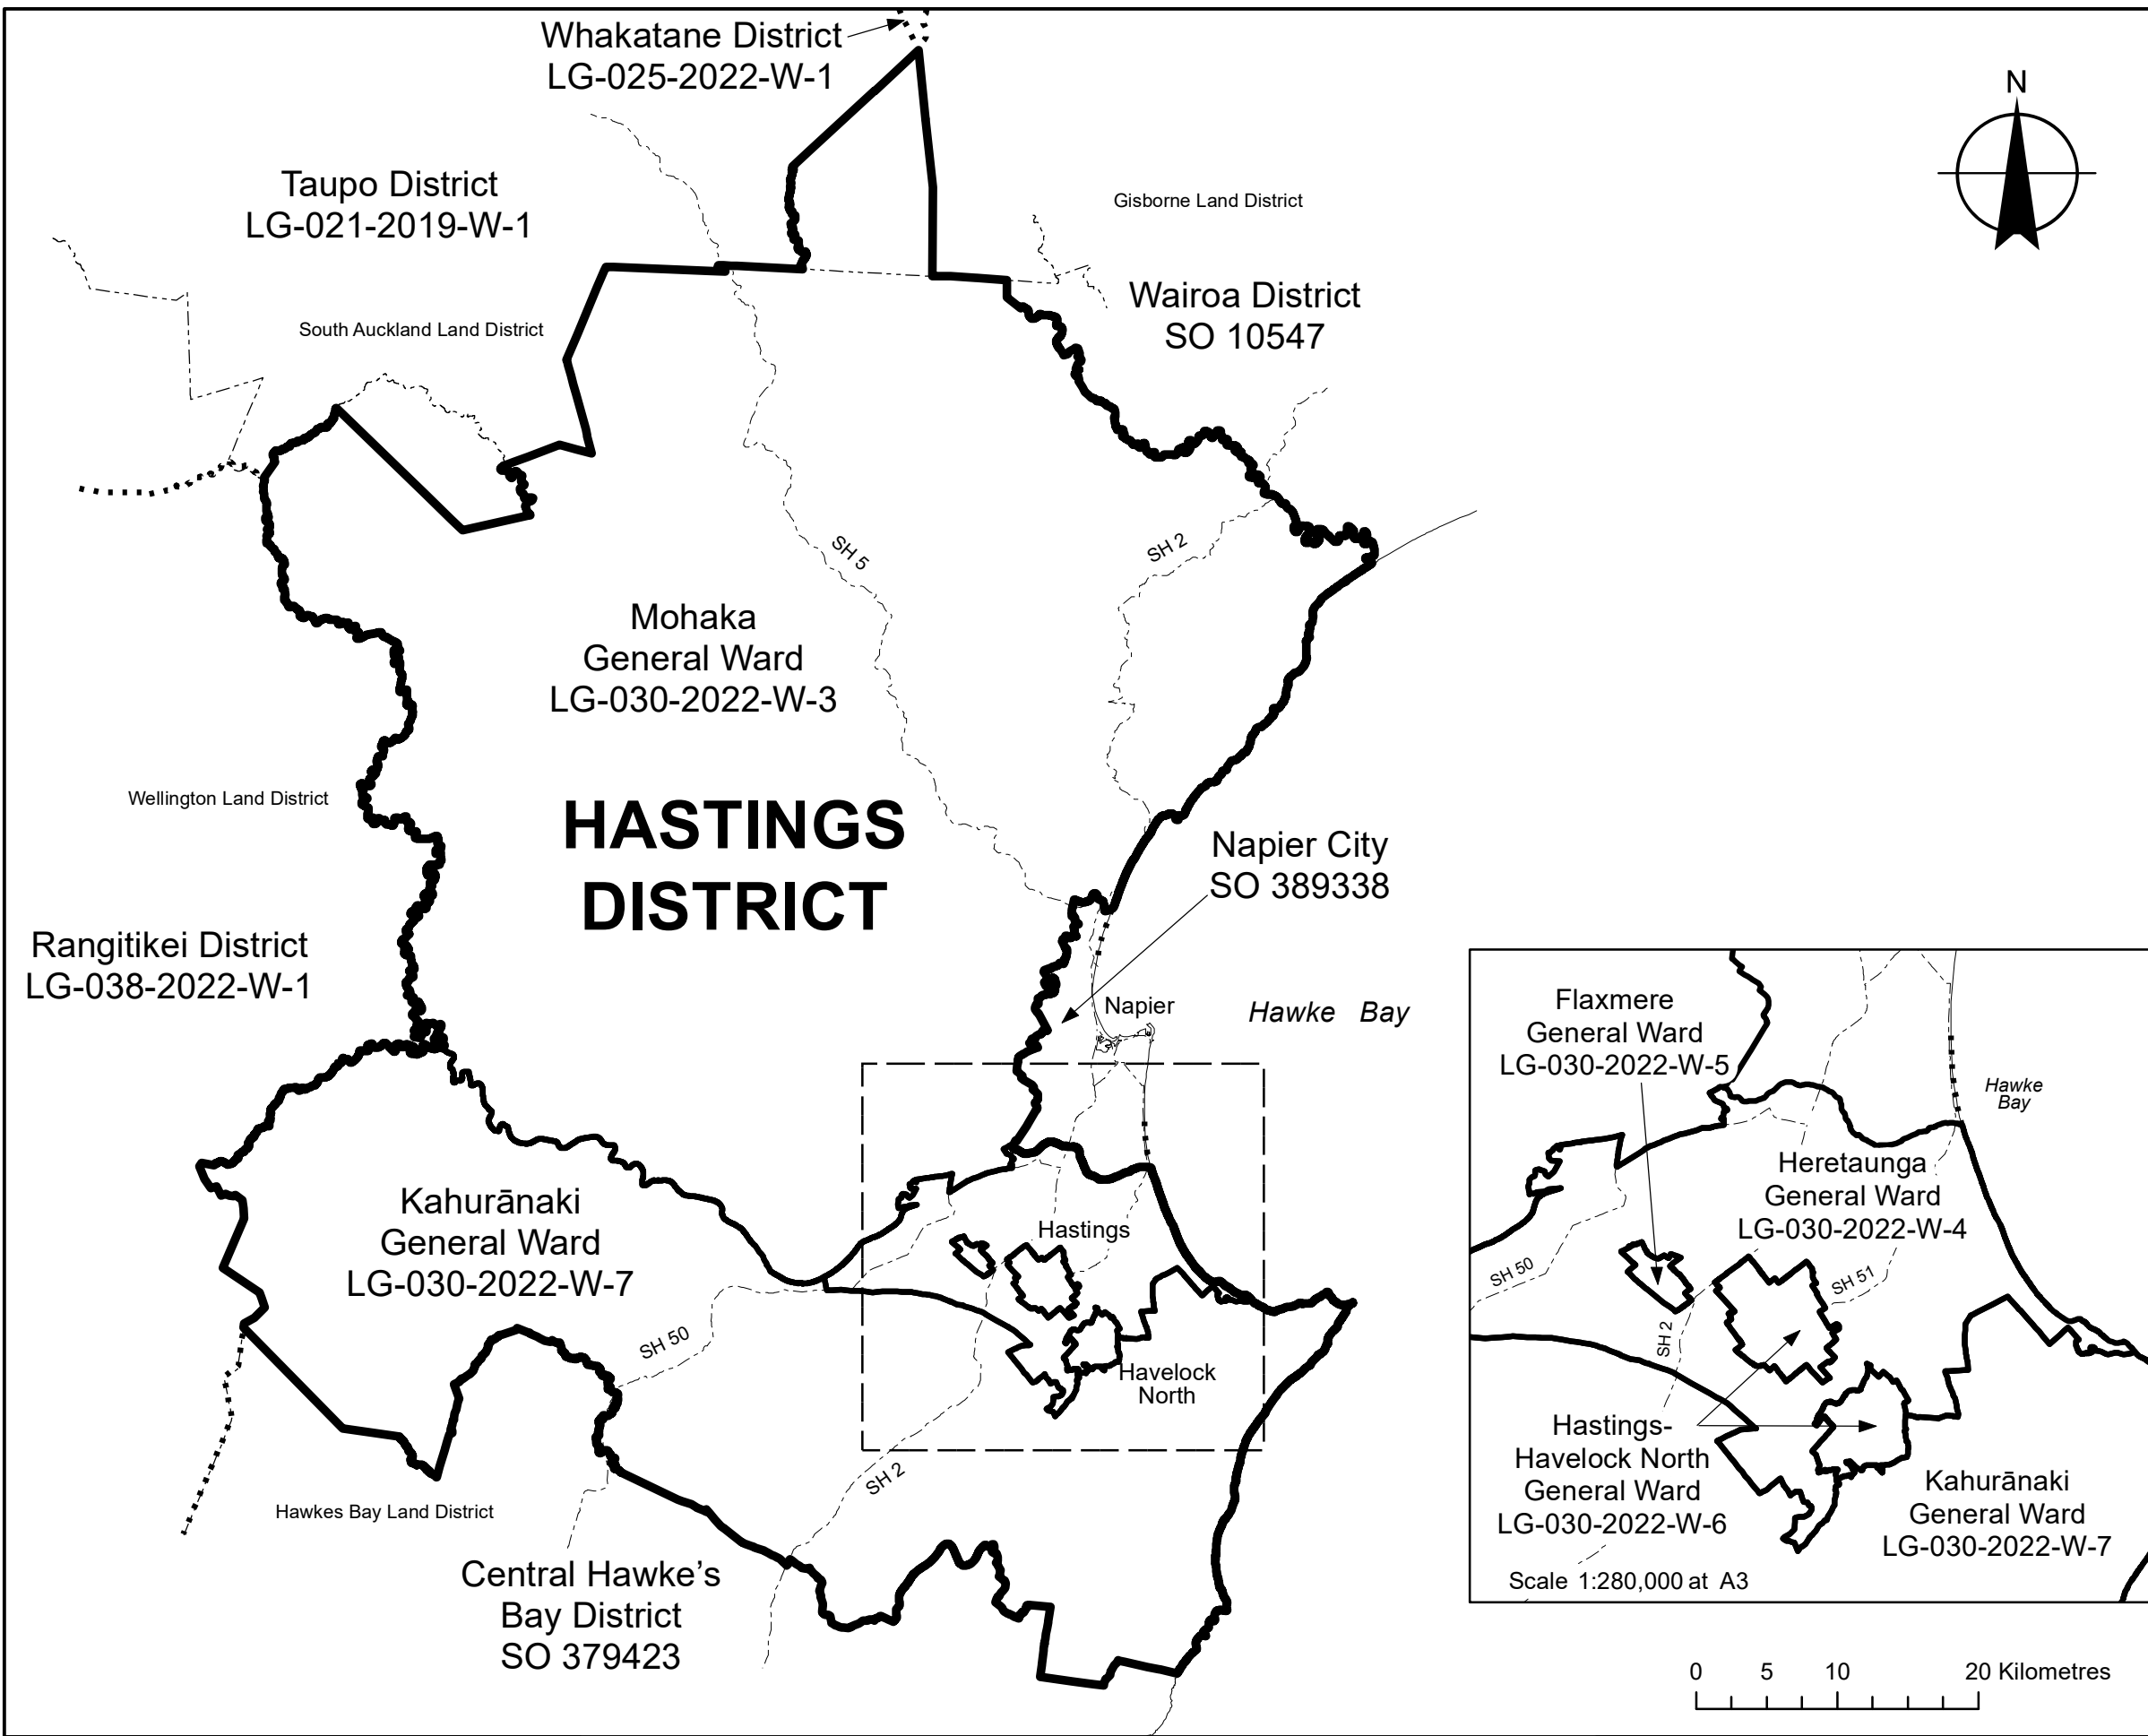 Whakatane District
LG-025-2022-W-1
N
Taupo District
LG-021-2019-W-1
Gisborne Land District
Wairoa District
SO 10547
South Auckland Land District
SH 5
SH 2
Mohaka
General Ward
LG-030-2022-W-3
Wellington Land District
HASTINGS
DISTRICT
Napier City
SO 389338
Rangitikei District
LG-038-2022-W-1
Napier
Hawke Bay
Kahurānaki
General Ward
LG-030-2022-W-7
Hastings
SH 50
Havelock
North
SH 2
Hawkes Bay Land District
Central Hawke’s
Bay District
SO 379423
Flaxmere
General Ward
LG-030-2022-W-5
Hawke
Bay
Heretaunga
General Ward
LG-030-2022-W-4
SH 50
SH 51
SH 2
Hastings-
Havelock North
General Ward
LG-030-2022-W-6
Kahurānaki
General Ward
LG-030-2022-W-7
Scale 1:280,000 at A3
0 5 10 20 Kilometres